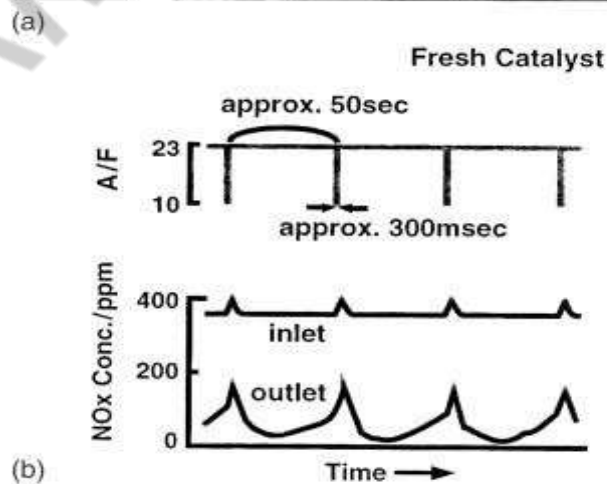 (a)
Fresh Catalyst
approx. 50sec
23
A/F
10
approx. 300msec
400
NOx Conc./ppm
inlet
200
outlet
0
(b)
Time